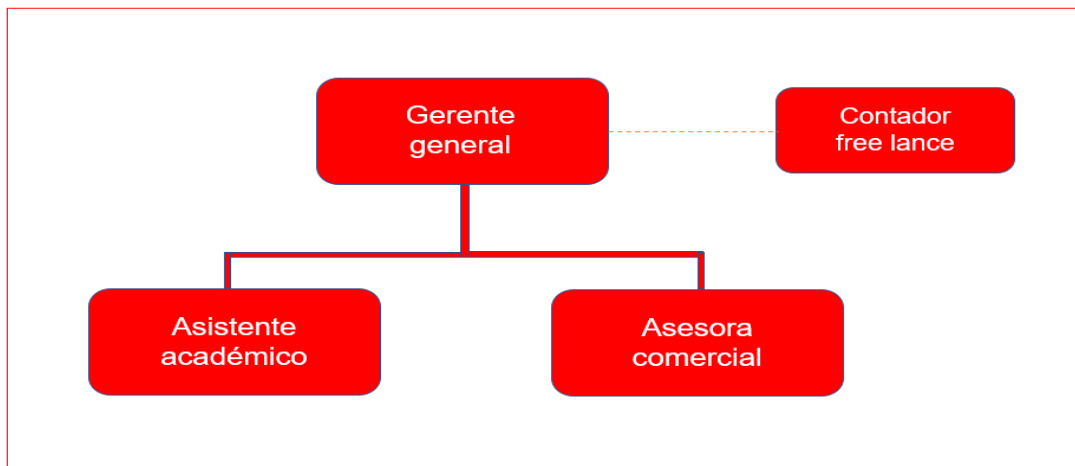 Gerente
general
Contador
free lance
Asistente
académico
Asesora
comercial